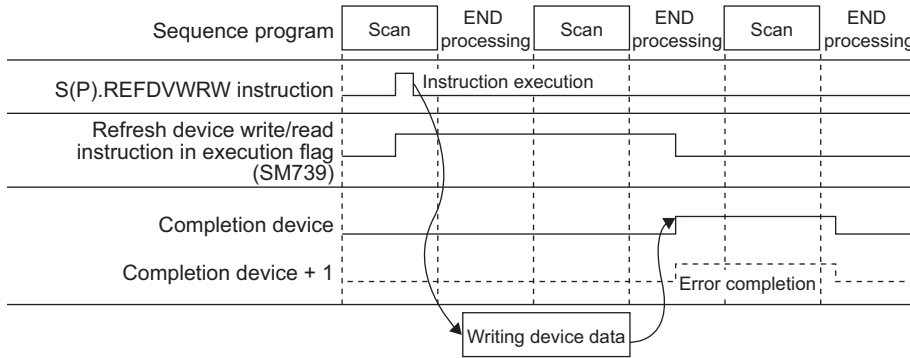 Sequence program
Scan
END
processing
Scan
END
processing
Scan
END
processing
S(P).REFDVWRW instruction
Instruction execution
Refresh device write/read
instruction in execution flag
(SM739)
Completion device
Completion device + 1
Error completion
Writing device data